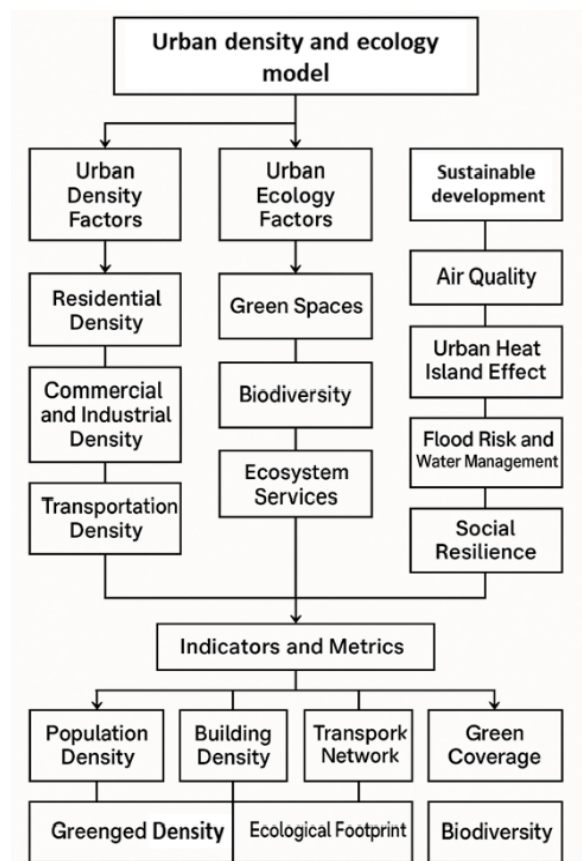 Urban density and ecology
model
Urban
Density
Factors
Urban
Ecology
Factors
Sustainable
development
Residential
Density
Green Spaces
Air Quality
Commercial
and Industrial
Density
Biodiversity
Urban Heat
Island Effect
Transportation
Density
Ecosystem
Services
Flood Risk and
Water Management
Social
Resilience
Indicators and Metrics
Population
Density
Building
Density
Transpork
Network
Green
Coverage
Greenged Density
Ecological Footprint
Biodiversity